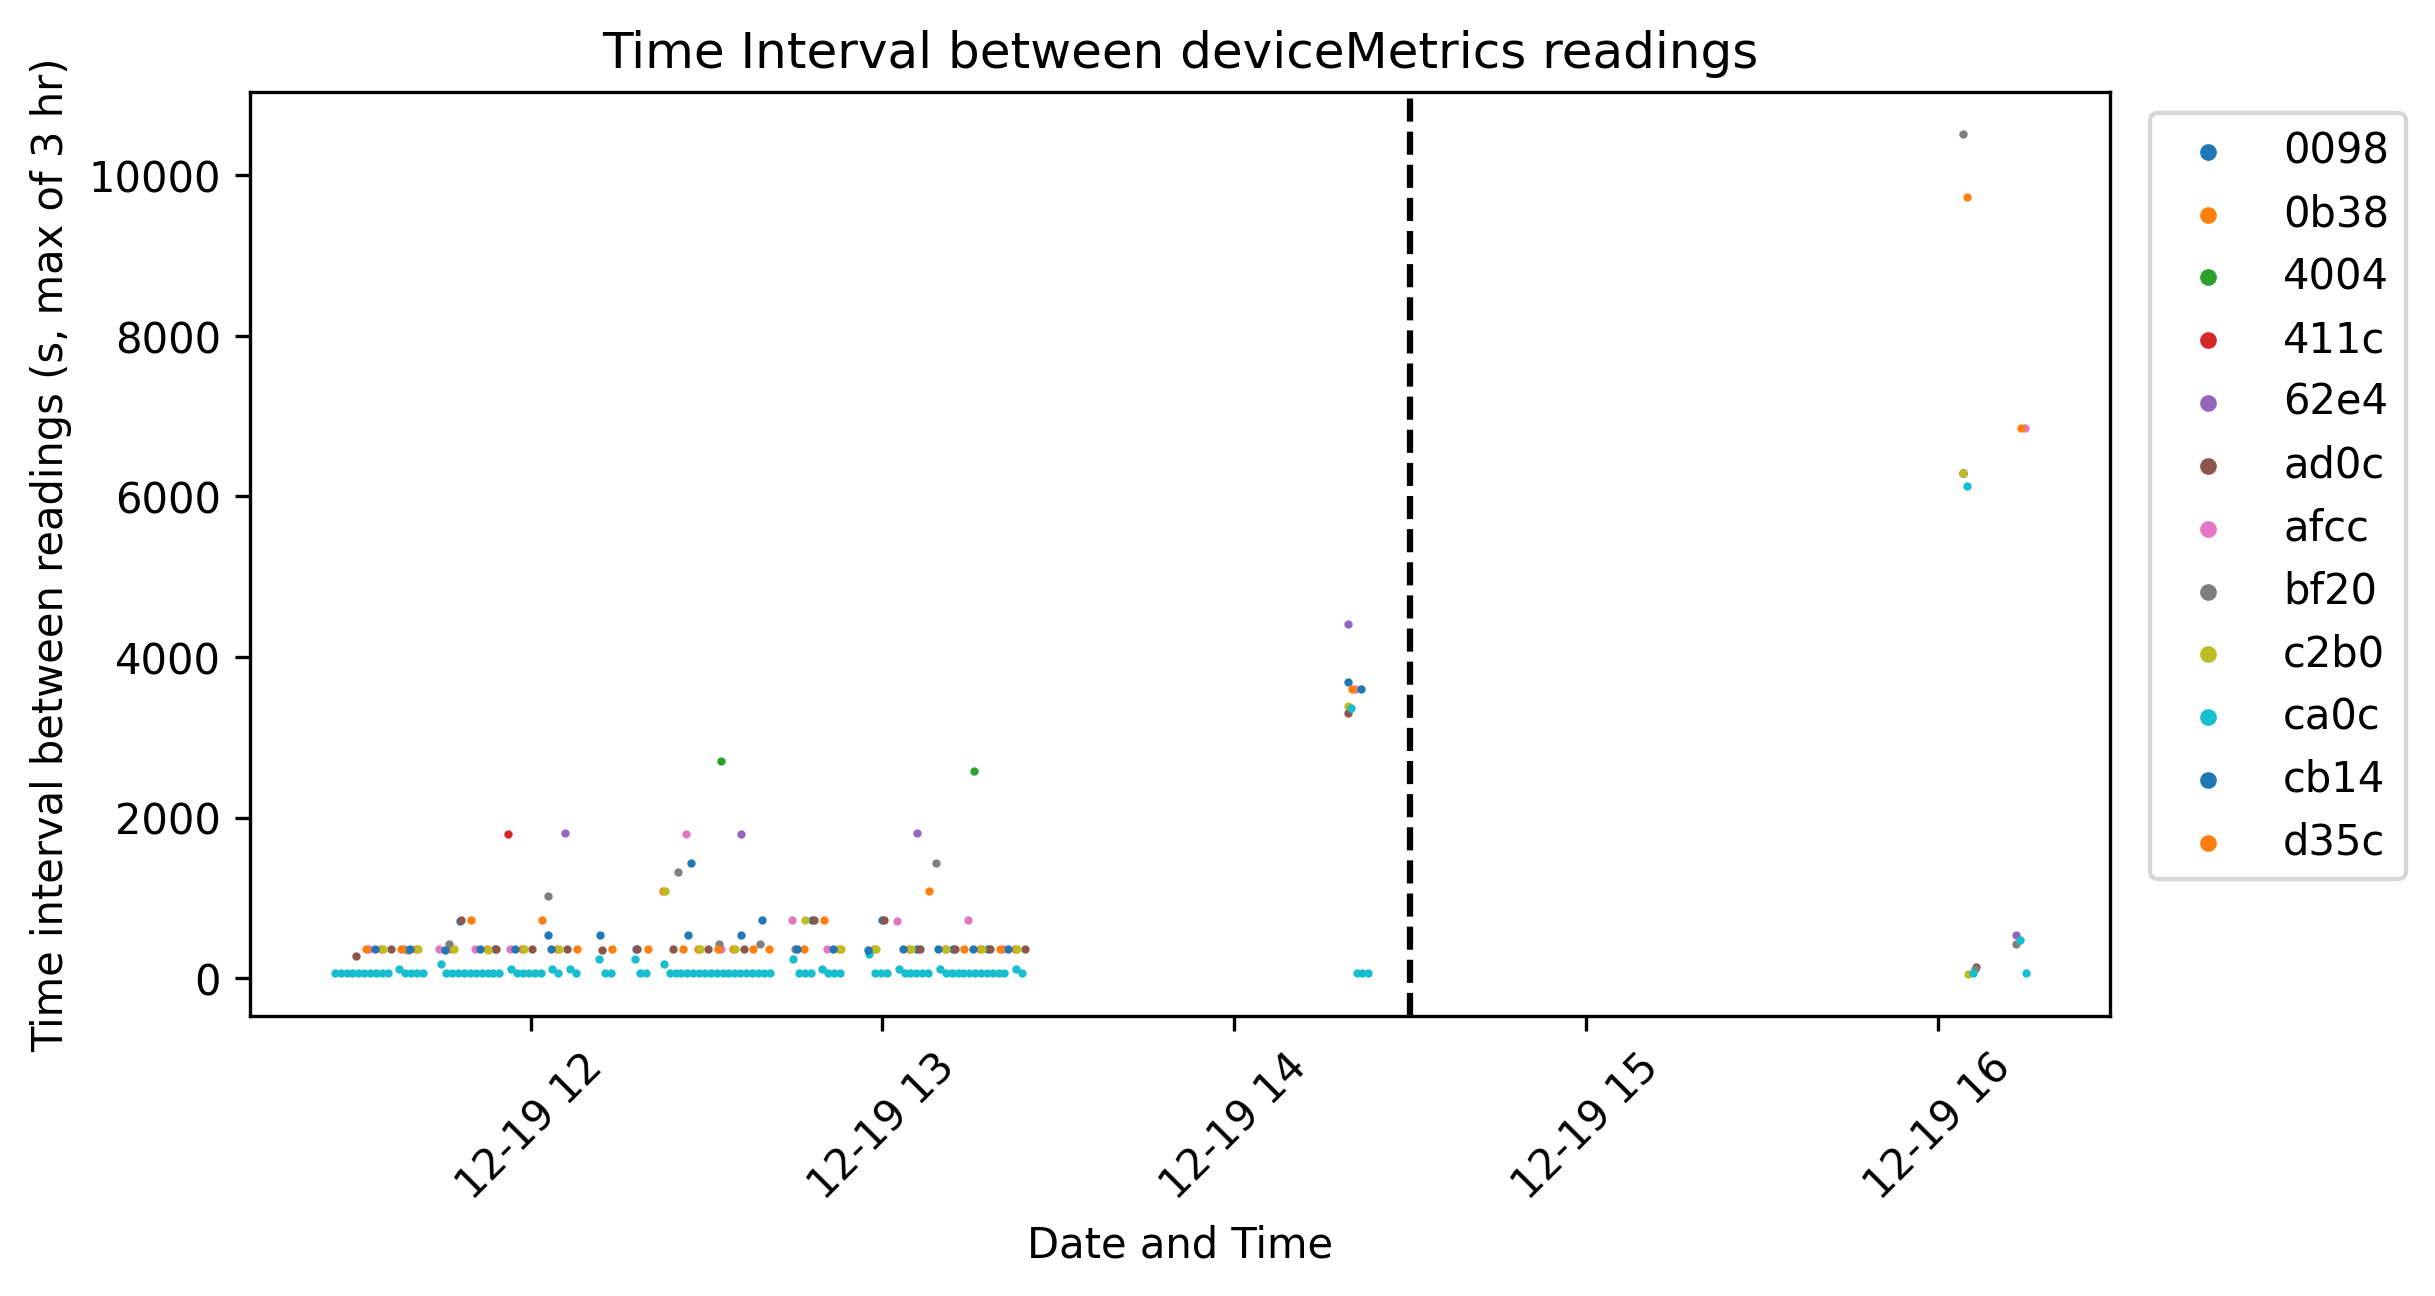 Time Interval between deviceMetrics readings
Time interval between readings (s, max of 3 hr)
10000
8000
6000
4000
2000
0
12-19 12
12-19 13
12-19 14
12-19 15
12-19 16
Date and Time
0098
0b38
4004
411c
62e4
ad0c
afcc
bf20
c2b0
ca0c
cb14
d35c